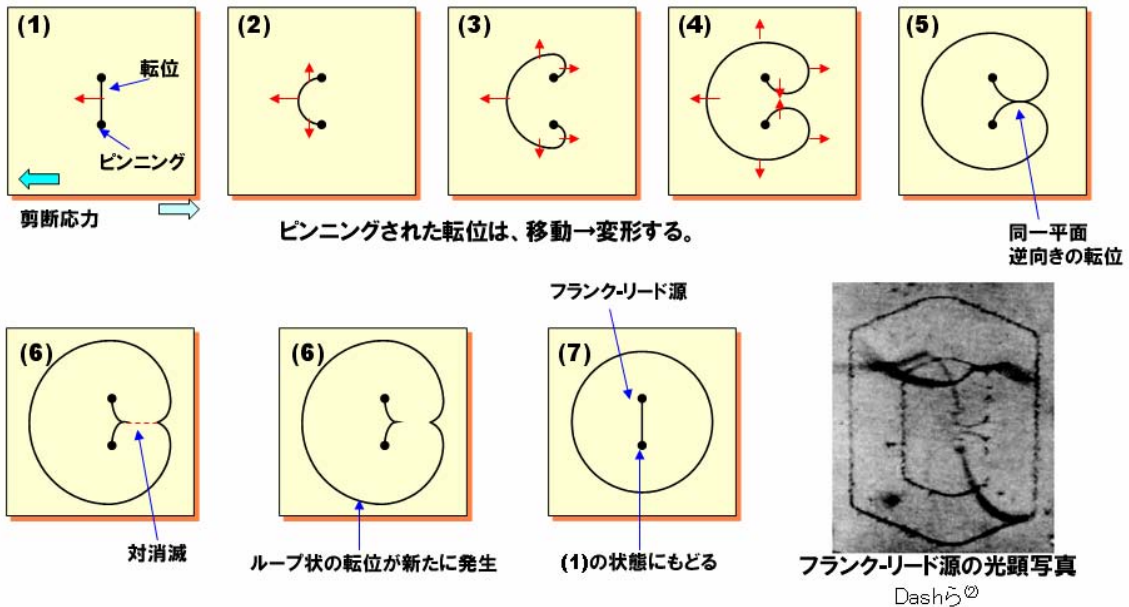 (1)
転位
ピンニング
剪断応力
(2)
(3)
(4)
(5)
ピンニングされた転位は、移動→変形する。
同一平面
逆向きの転位
(6)
対消滅
(6)
ループ状の転位が新たに発生
フランク-リード源
(7)
(1)の状態にもどる
フランク-リード源の光顕写真
Dashら(2)